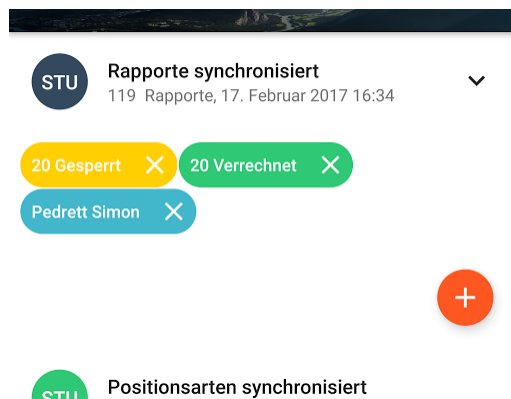 STU
Rapporte synchronisiert
119 Rapporte, 17. Februar 2017 16:34
20 Gesperrt
20 Verrechnet
Pedrett Simon
STU
Positionsarten synchronisiert